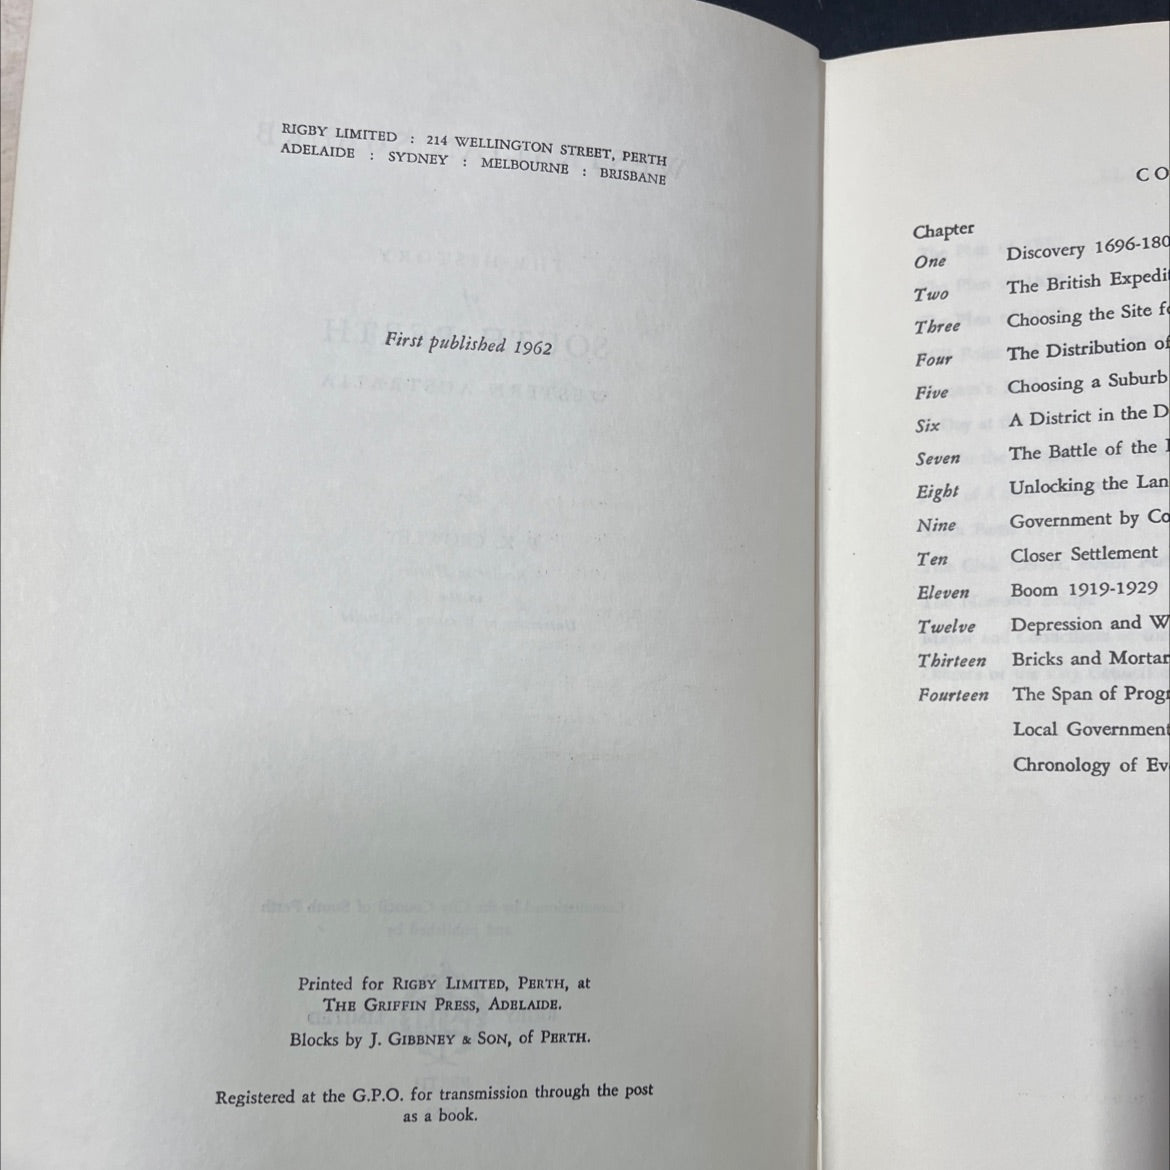 RIGBY LIMITED : 214 WELLINGTON STREET, PERTH
ADELAIDE : SYDNEY : MELBOURNE : BRISBANE
First published 1962
Printed for RIGBY LIMITED, PERTH, at
THE GRIFFIN PRESS, ADELAIDE.
Blocks by J. GIBBNEY & SON, of PERTH.
Registered at the G.P.O. for transmission through the post
as a book.
CO
Chapter
One Discovery 1696-180
Two The British Expedit
Three Choosing the Site fo
Four The Distribution of
Five Choosing a Suburb
Six A District in the D
Seven The Battle of the
Eight Unlocking the Lan
Nine Government by Co
Ten Closer Settlement
Eleven Boom 1919-1929
Twelve Depression and W
Thirteen Bricks and Mortar
Fourteen The Span of Progr
Local Government
Chronology of Ev